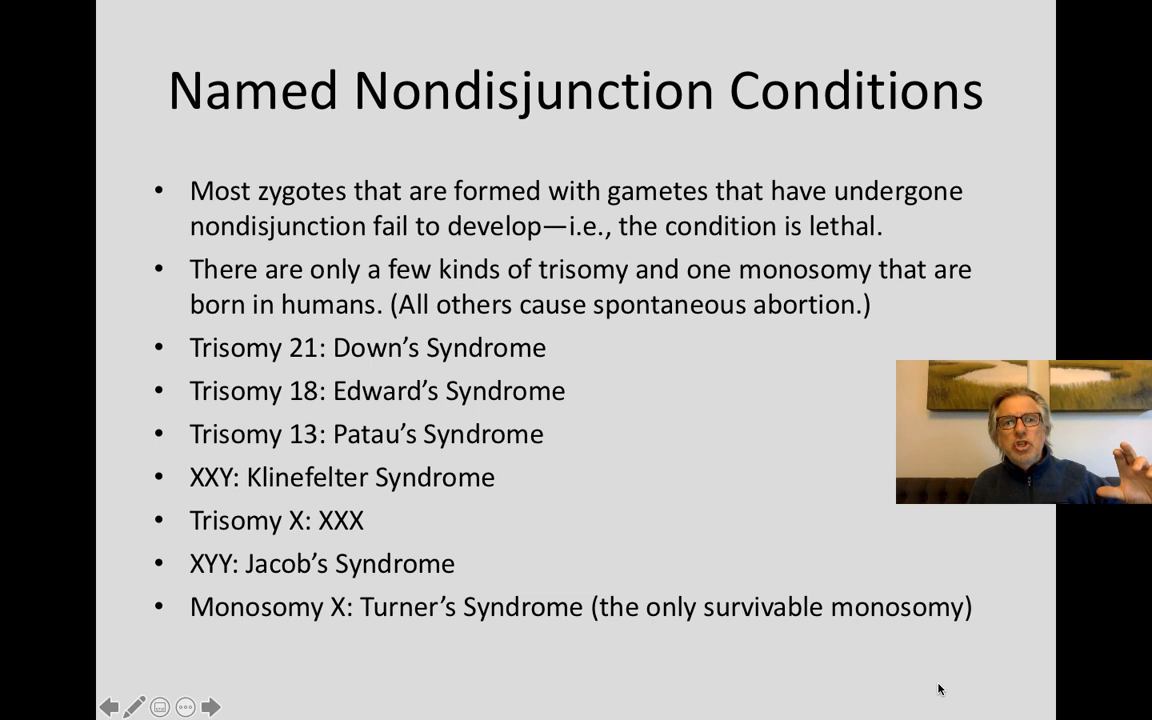 Named Nondisjunction Conditions
• Most zygotes that are formed with gametes that have undergone
nondisjunction fail to develop—i.e., the condition is lethal.
• There are only a few kinds of trisomy and one monosomy that are
born in humans. (All others cause spontaneous abortion.)
• Trisomy 21: Down’s Syndrome
• Trisomy 18: Edward’s Syndrome
• Trisomy 13: Patau’s Syndrome
• XXY: Klinefelter Syndrome
• Trisomy X: XXX
• XYY: Jacob’s Syndrome
• Monosomy X: Turner’s Syndrome (the only survivable monosomy)